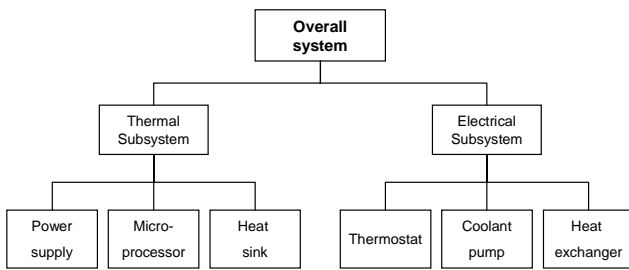 Overall
system
Thermal
Subsystem
Electrical
Subsystem
Power
supply
Micro-
processor
Heat
sink
Thermostat
Coolant
pump
Heat
exchanger